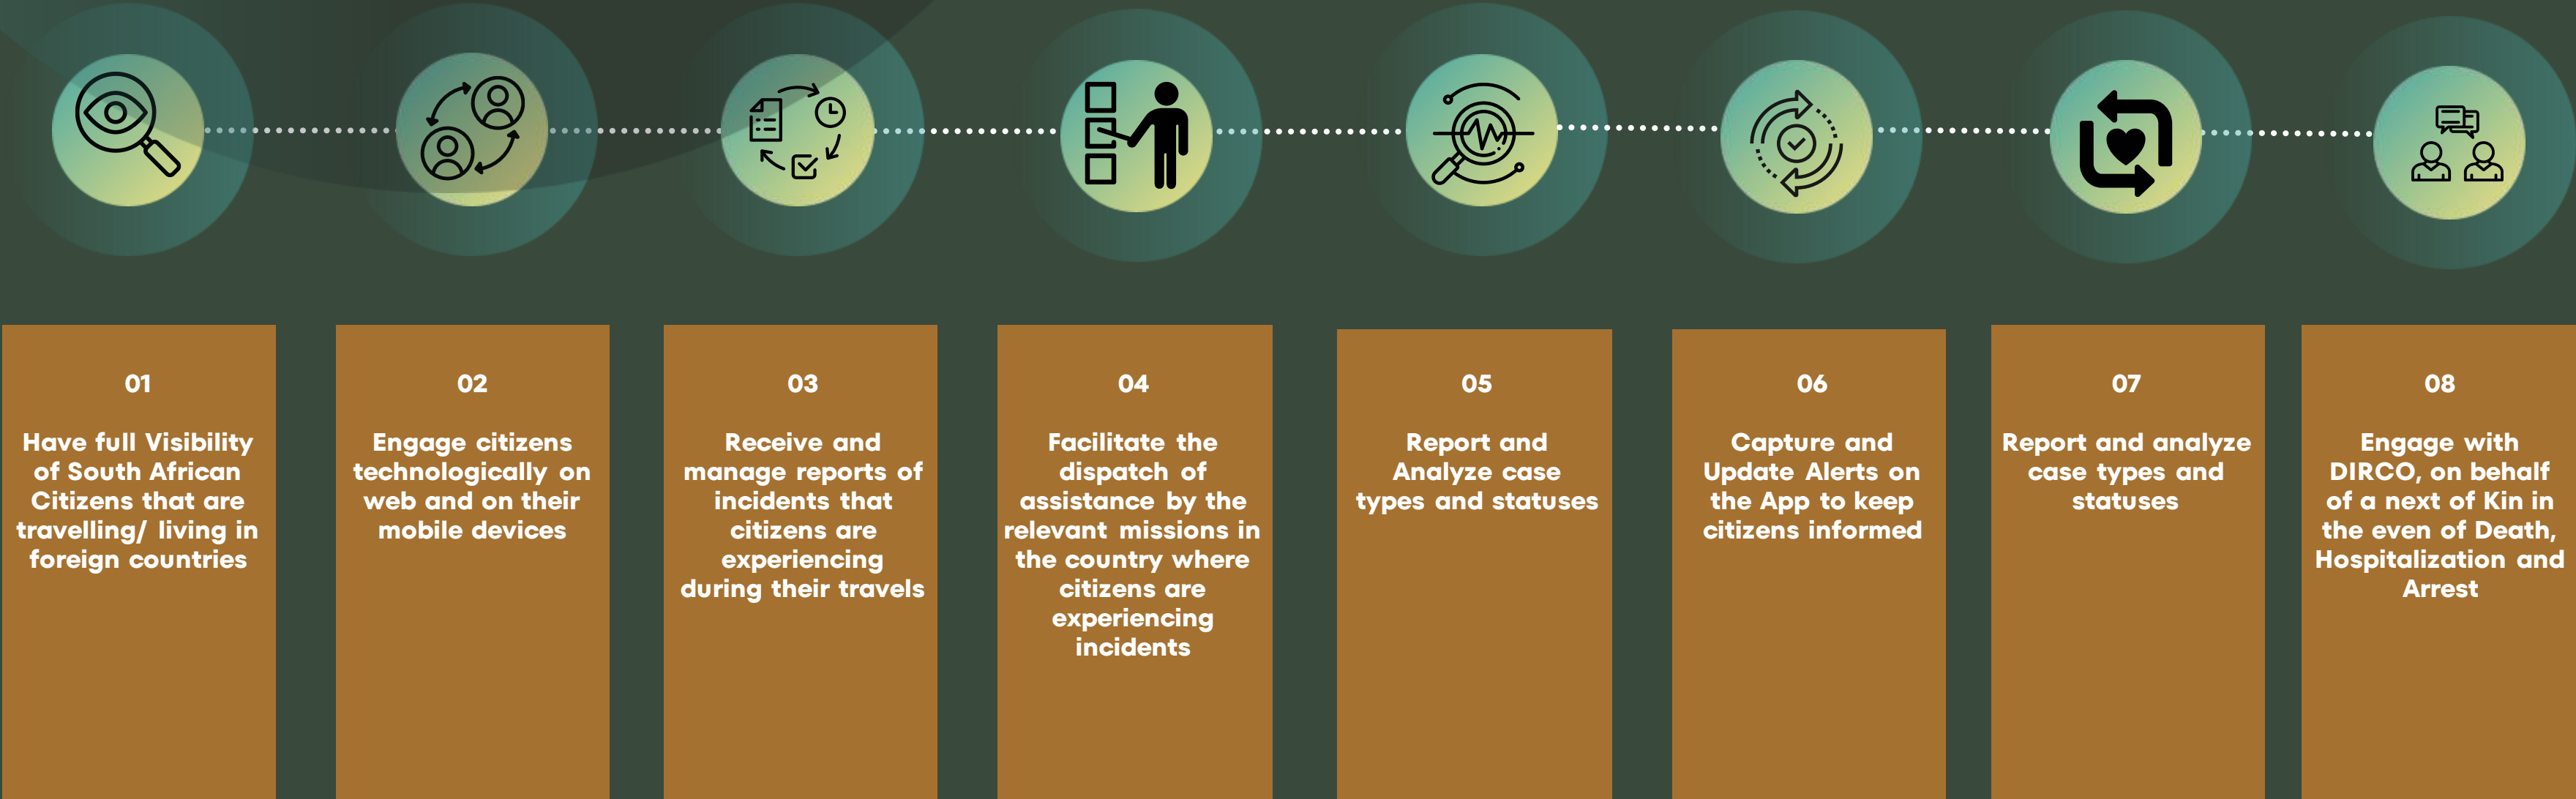 01
Have full Visibility
of South African
Citizens that are
travelling/ living in
foreign countries
02
Engage citizens
technologically on
web and on their
mobile devices
03
Receive and
manage reports of
incidents that
citizens are
experiencing
during their travels
04
Facilitate the
dispatch of
assistance by the
relevant missions in
the country where
citizens are
experiencing
incidents
05
Report and
Analyze case
types and statuses
06
Capture and
Update Alerts on
the App to keep
citizens informed
07
Report and analyze
case types and
statuses
08
Engage with
DIRCO, on behalf
of a next of Kin in
the even of Death,
Hospitalization and
Arrest